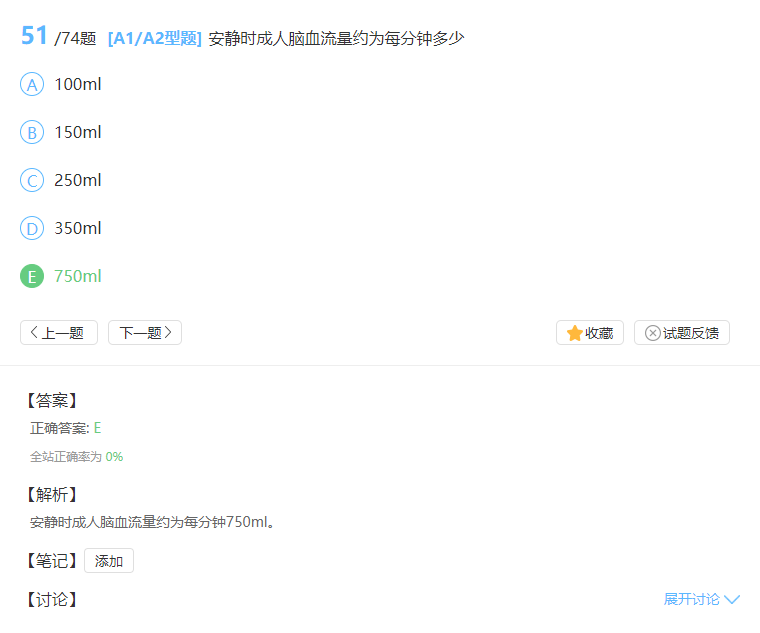 51 /74题 [A1/A2型题] 安静时成人脑血流量约为每分钟多少
A 100ml
B 150ml
C 250ml
D 350ml
E 750ml
上一题 下一题 收藏 试题反馈
【答案】
正确答案: E
全站正确率为 0%
【解析】
安静时成人脑血流量约为每分钟750ml。
【笔记】 添加
【讨论】 展开讨论